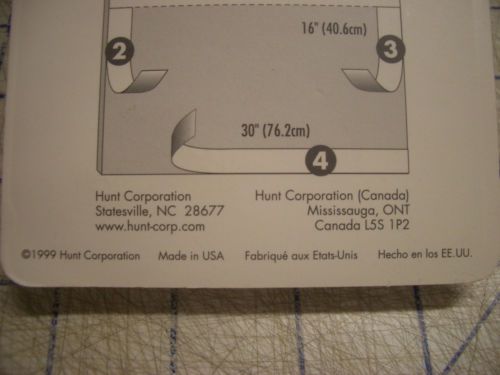 16" (40.6cm)
2
3
30" (76.2cm)
4
Hunt Corporation
Statesville, NC 28677
www.hunt-corp.com
Hunt Corporation (Canada)
Mississauga, ONT
Canada L5S 1P2
©1999 Hunt Corporation Made in USA Fabriqué aux Etats-Unis Hecho en los EE.UU.